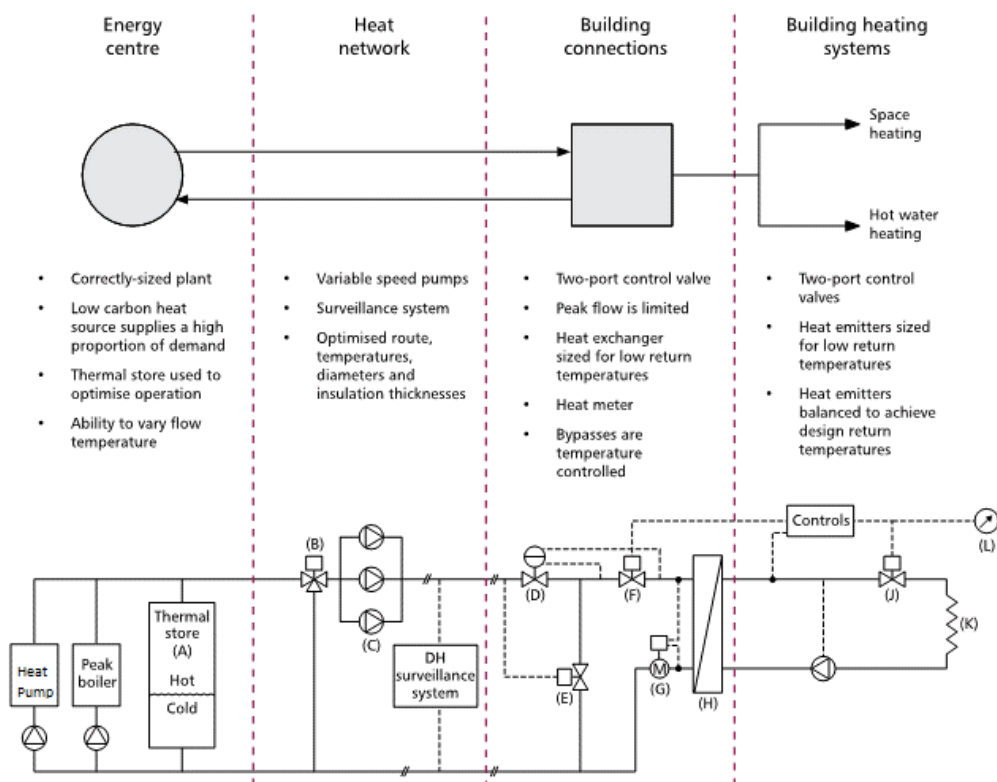 Energy
centre
Heat
network
Building
connections
Building heating
systems
Space
heating
Hot water
heating
• Correctly-sized plant
• Low carbon heat
source supplies a high
proportion of demand
• Thermal store used to
optimise operation
• Ability to vary flow
temperature
• Variable speed pumps
• Surveillance system
• Optimised route,
temperatures,
diameters and
insulation thicknesses
• Two-port control valve
• Peak flow is limited
• Heat exchanger
sized for low return
temperatures
• Heat meter
• Bypasses are
temperature
controlled
• Two-port control
valves
• Heat emitters sized
for low return
temperatures
• Heat emitters
balanced to achieve
design return
temperatures
Heat
Pump
Peak
boiler
Thermal
store
(A)
Hot
Cold
(B)
(C)
DH
surveillance
system
(D)
(E)
(F)
M
(G)
(H)
Controls
(J)
(K)
(L)